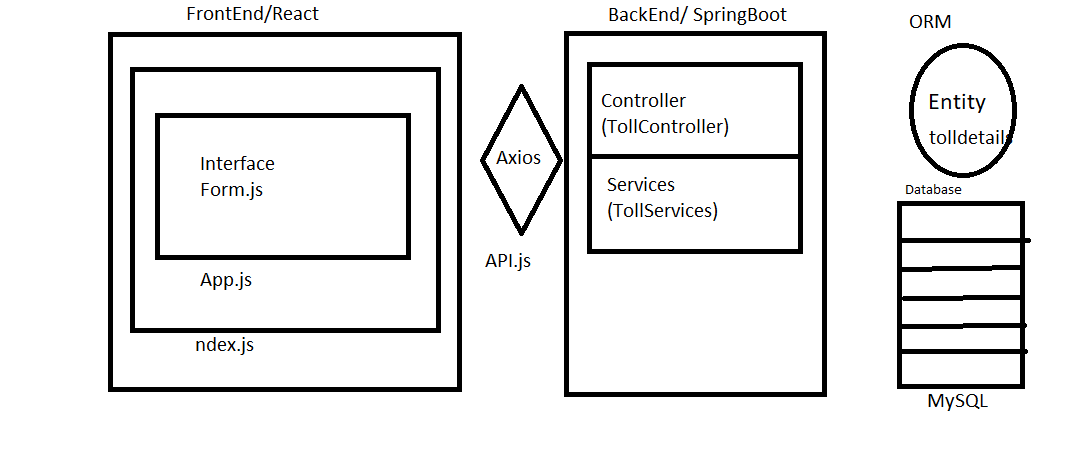 FrontEnd/React
BackEnd/ SpringBoot
ORM
Interface
Form.js
App.js
ndex.js
Axios
API.js
Controller
(TollController)
Services
(TollServices)
Entity
tolldetails
Database
MySQL